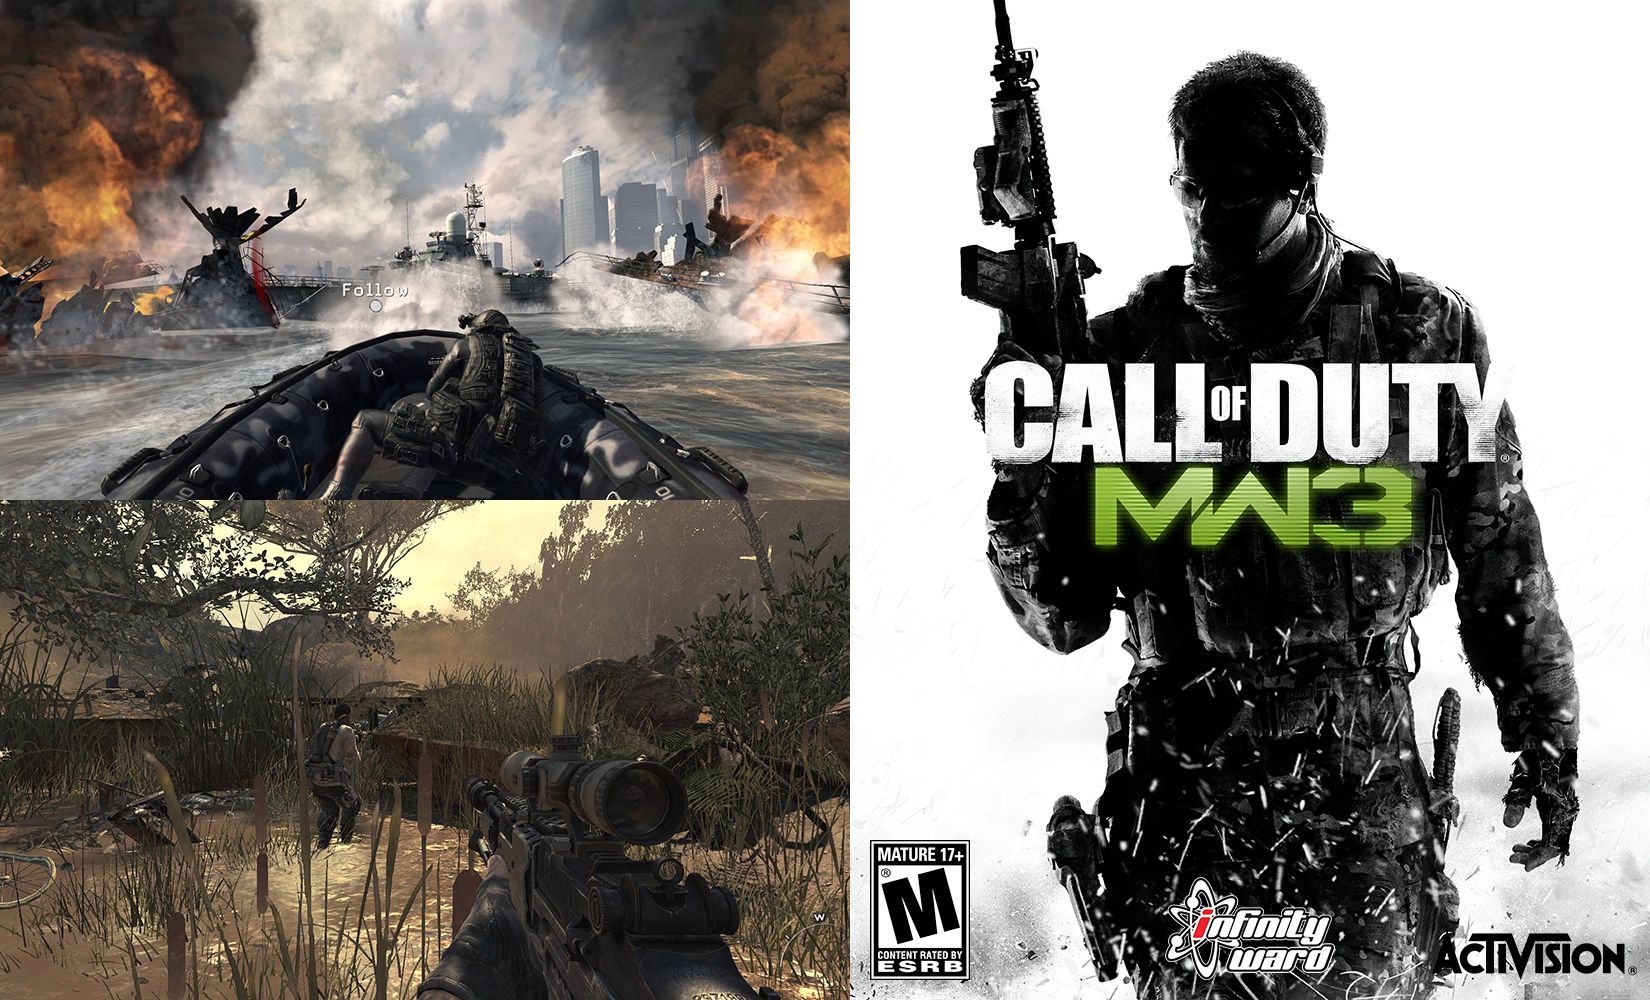 Follow
W
CALL OF DUTY®
MW3
MATURE 17+
®
M
CONTENT RATED BY
ESRB
infinity
ward
ACTIVISION®